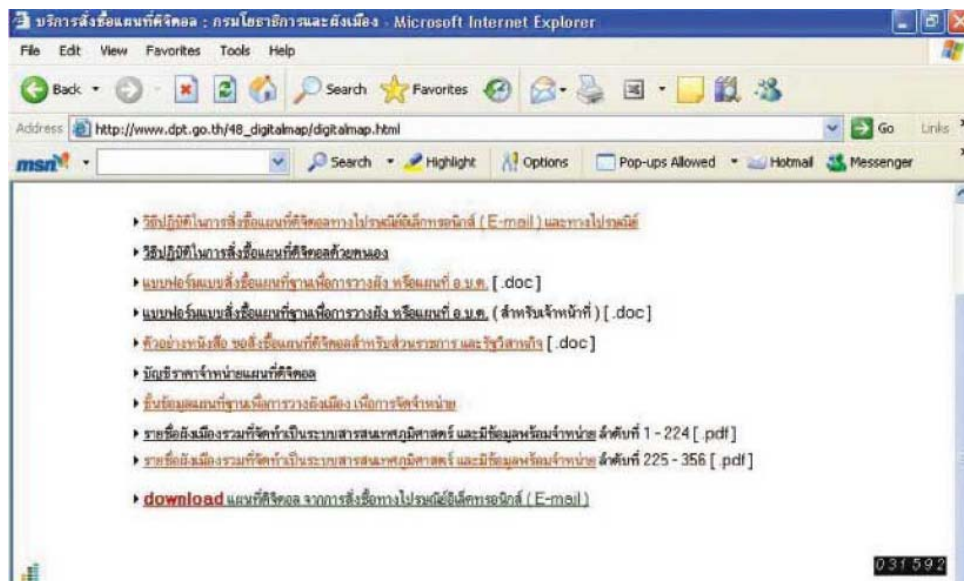 บริการสั่งซื้อแผนที่ดิจิตอล : กรมโยธาธิการและผังเมือง - Microsoft Internet Explorer
File Edit View Favorites Tools Help
Back Search Favorites
Address http://www.dpt.go.th/48_digitalmap/digitalmap.html Go Links
msn Search Highlight Options Pop-ups Allowed Hotmail Messenger
วิธีปฏิบัติในการสั่งซื้อแผนที่ดิจิตอลทางไปรษณีย์อิเล็กทรอนิกส์ ( E-mail ) และทางไปรษณีย์
วิธีปฏิบัติในการสั่งซื้อแผนที่ดิจิตอลด้วยตนเอง
แบบฟอร์มแบบสั่งซื้อแผนที่ฐานเพื่อการวางผัง หรือแผนที่ อ.บ.ต. [ .doc ]
แบบฟอร์มแบบสั่งซื้อแผนที่ฐานเพื่อการวางผัง หรือแผนที่ อ.บ.ต. ( สำหรับเจ้าหน้าที่ ) [ .doc ]
ตัวอย่างหนังสือ ขอสั่งซื้อแผนที่ดิจิตอลสำหรับส่วนราชการ และรัฐวิสาหกิจ [ .doc ]
บัญชีราคาจำหน่ายแผนที่ดิจิตอล
ชั้นข้อมูลแผนที่ฐานเพื่อการวางผังเมือง เพื่อการจัดจำหน่าย
รายชื่อผังเมืองรวมที่จัดทำเป็นระบบสารสนเทศภูมิศาสตร์ และมีข้อมูลพร้อมจำหน่าย ลำดับที่ 1 - 224 [ .pdf ]
รายชื่อผังเมืองรวมที่จัดทำเป็นระบบสารสนเทศภูมิศาสตร์ และมีข้อมูลพร้อมจำหน่าย ลำดับที่ 225 - 356 [ .pdf ]
download แผนที่ดิจิตอล จากการสั่งซื้อทางไปรษณีย์อิเล็คทรอนิกส์ ( E-mail )
031592